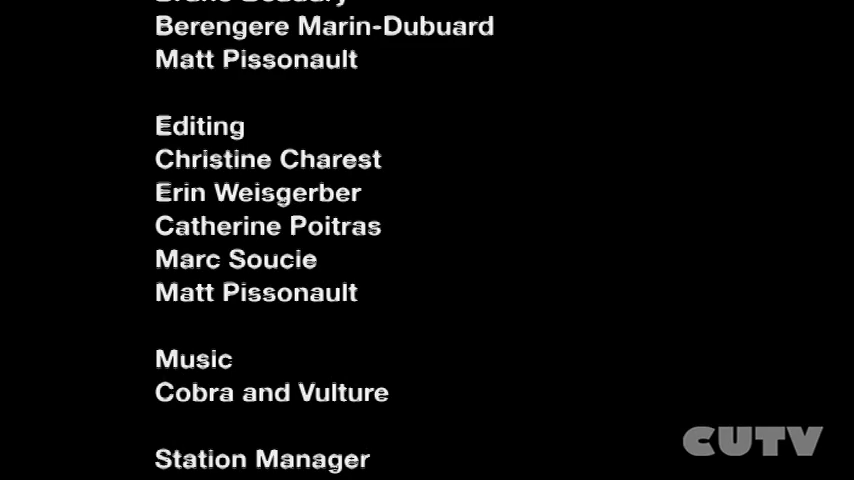 Berengere Marin-Dubuard
Matt Pissonault
Editing
Christine Charest
Erin Weisgerber
Catherine Poitras
Marc Soucie
Matt Pissonault
Music
Cobra and Vulture
Station Manager
CUTV